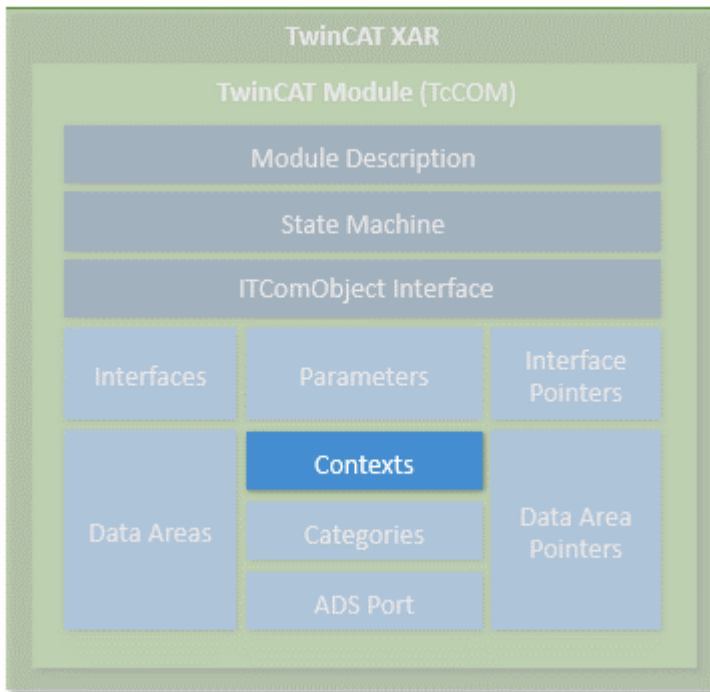 TwinCAT XAR
TwinCAT Module (TcCOM)
Module Description
State Machine
ITComObject Interface
Interfaces
Parameters
Interface
Pointers
Contexts
Data Areas
Categories
Data Area
Pointers
ADS Port